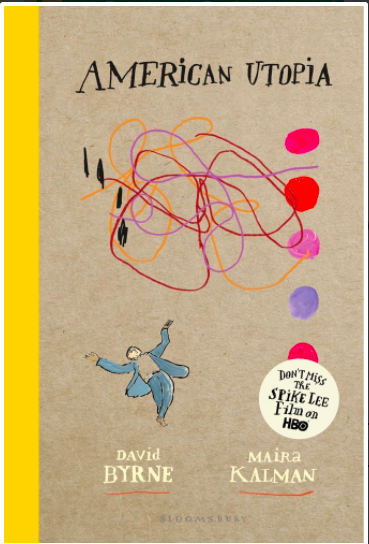 AMERICAN UTOPIA
DON'T MISS
THE
SPIKE LEE
Film on
HBO
DAVID
BYRNE
MAIRA
KALMAN
BLOOMSBURY